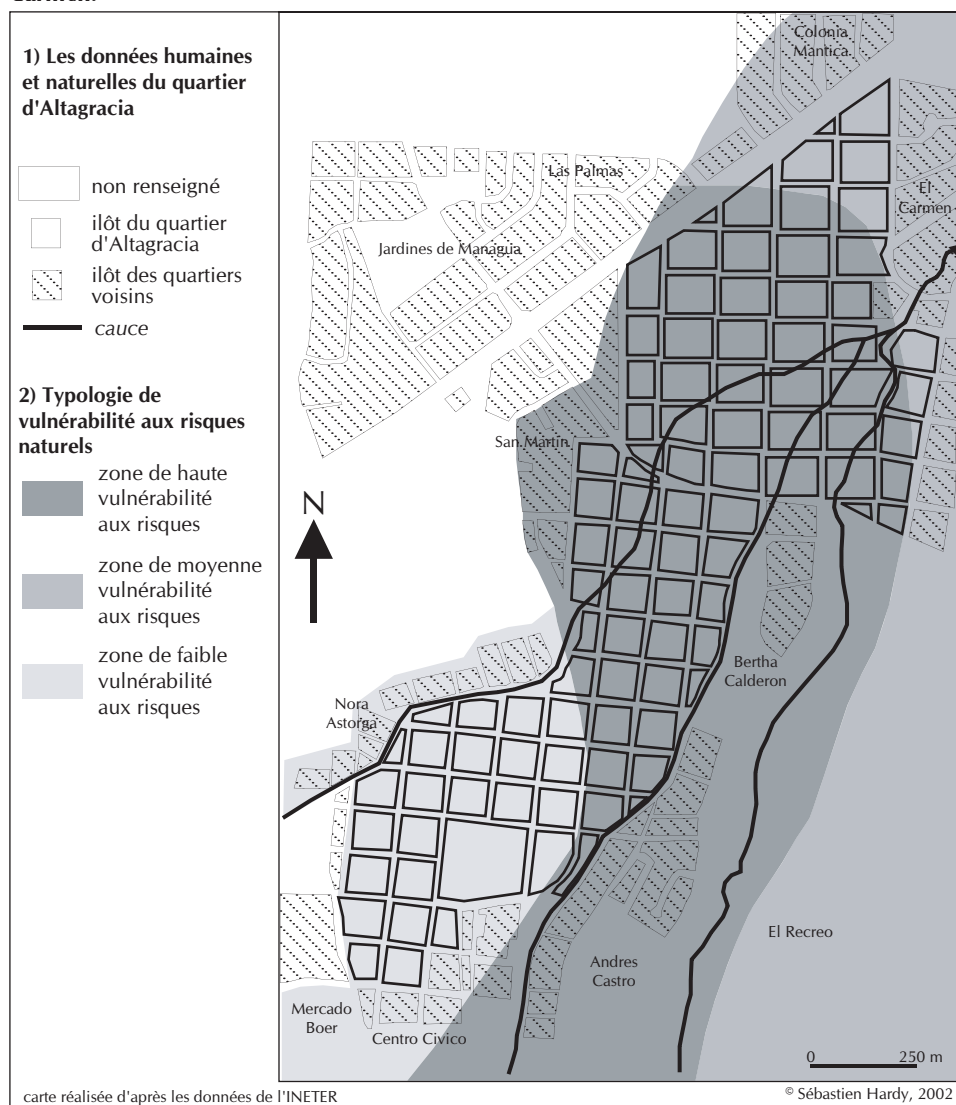 1) Les données humaines
et naturelles du quartier
d'Altagracia
non renseigné
ilôt du quartier
d'Altagracia
ilôt des quartiers
voisins
cauce
2) Typologie de
vulnérabilité aux risques
naturels
zone de haute
vulnérabilité
aux risques
zone de moyenne
vulnérabilité
aux risques
zone de faible
vulnérabilité
aux risques
Colonia
Mantica
Las Palmas
El
Carmen
Jardines de Managua
San Martin
N
Bertha
Calderon
Nora
Astorga
El Recreo
Andres
Castro
Mercado
Boer
Centro Civico
0 250 m
carte réalisée d'après les données de l'INETER
© Sébastien Hardy, 2002